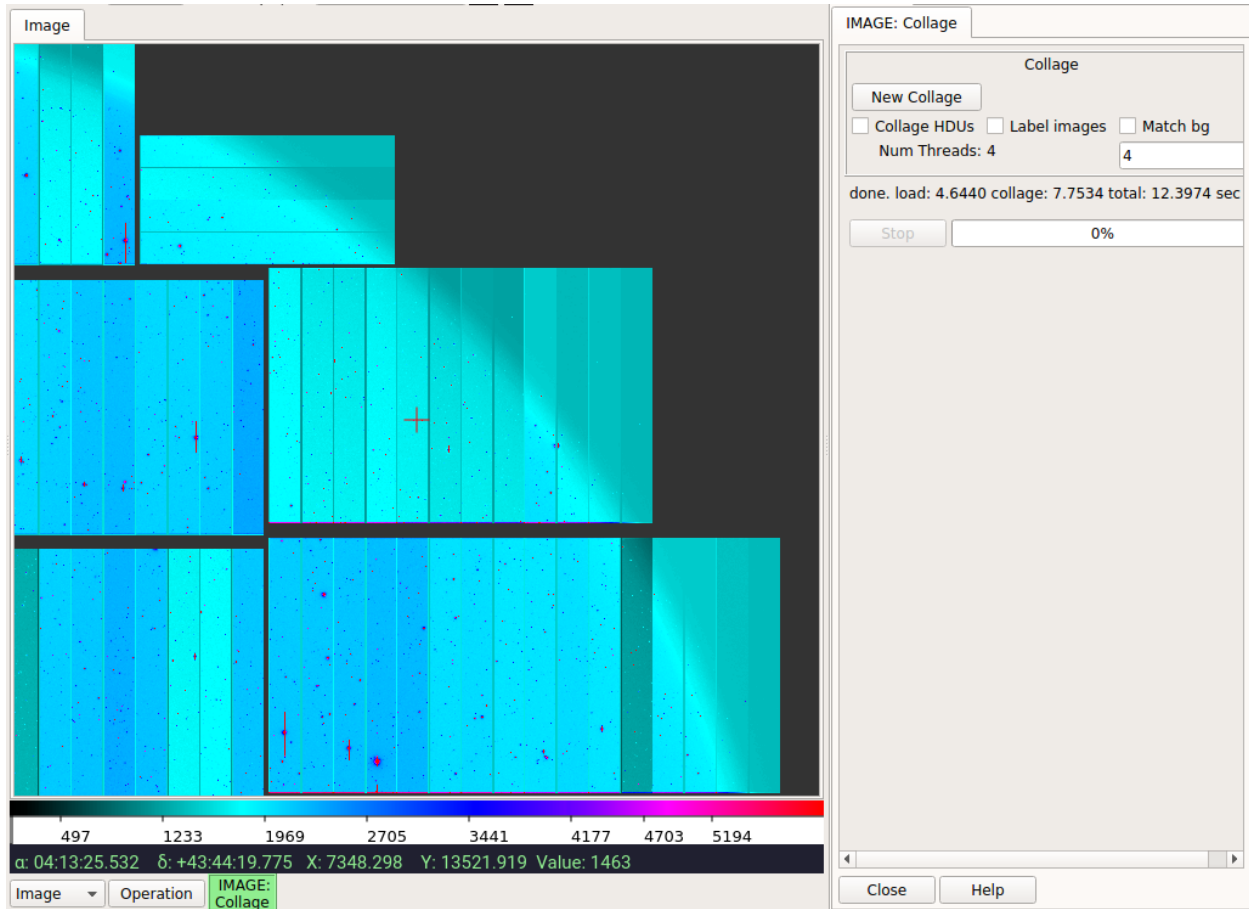 Image
IMAGE: Collage
Collage
New Collage
Collage HDUs Label images Match bg
Num Threads: 4 4
done. load: 4.6440 collage: 7.7534 total: 12.3974 sec
Stop 0%
497 1233 1969 2705 3441 4177 4703 5194
α: 04:13:25.532 δ: +43:44:19.775 X: 7348.298 Y: 13521.919 Value: 1463
Image Operation IMAGE:
Collage
Close Help